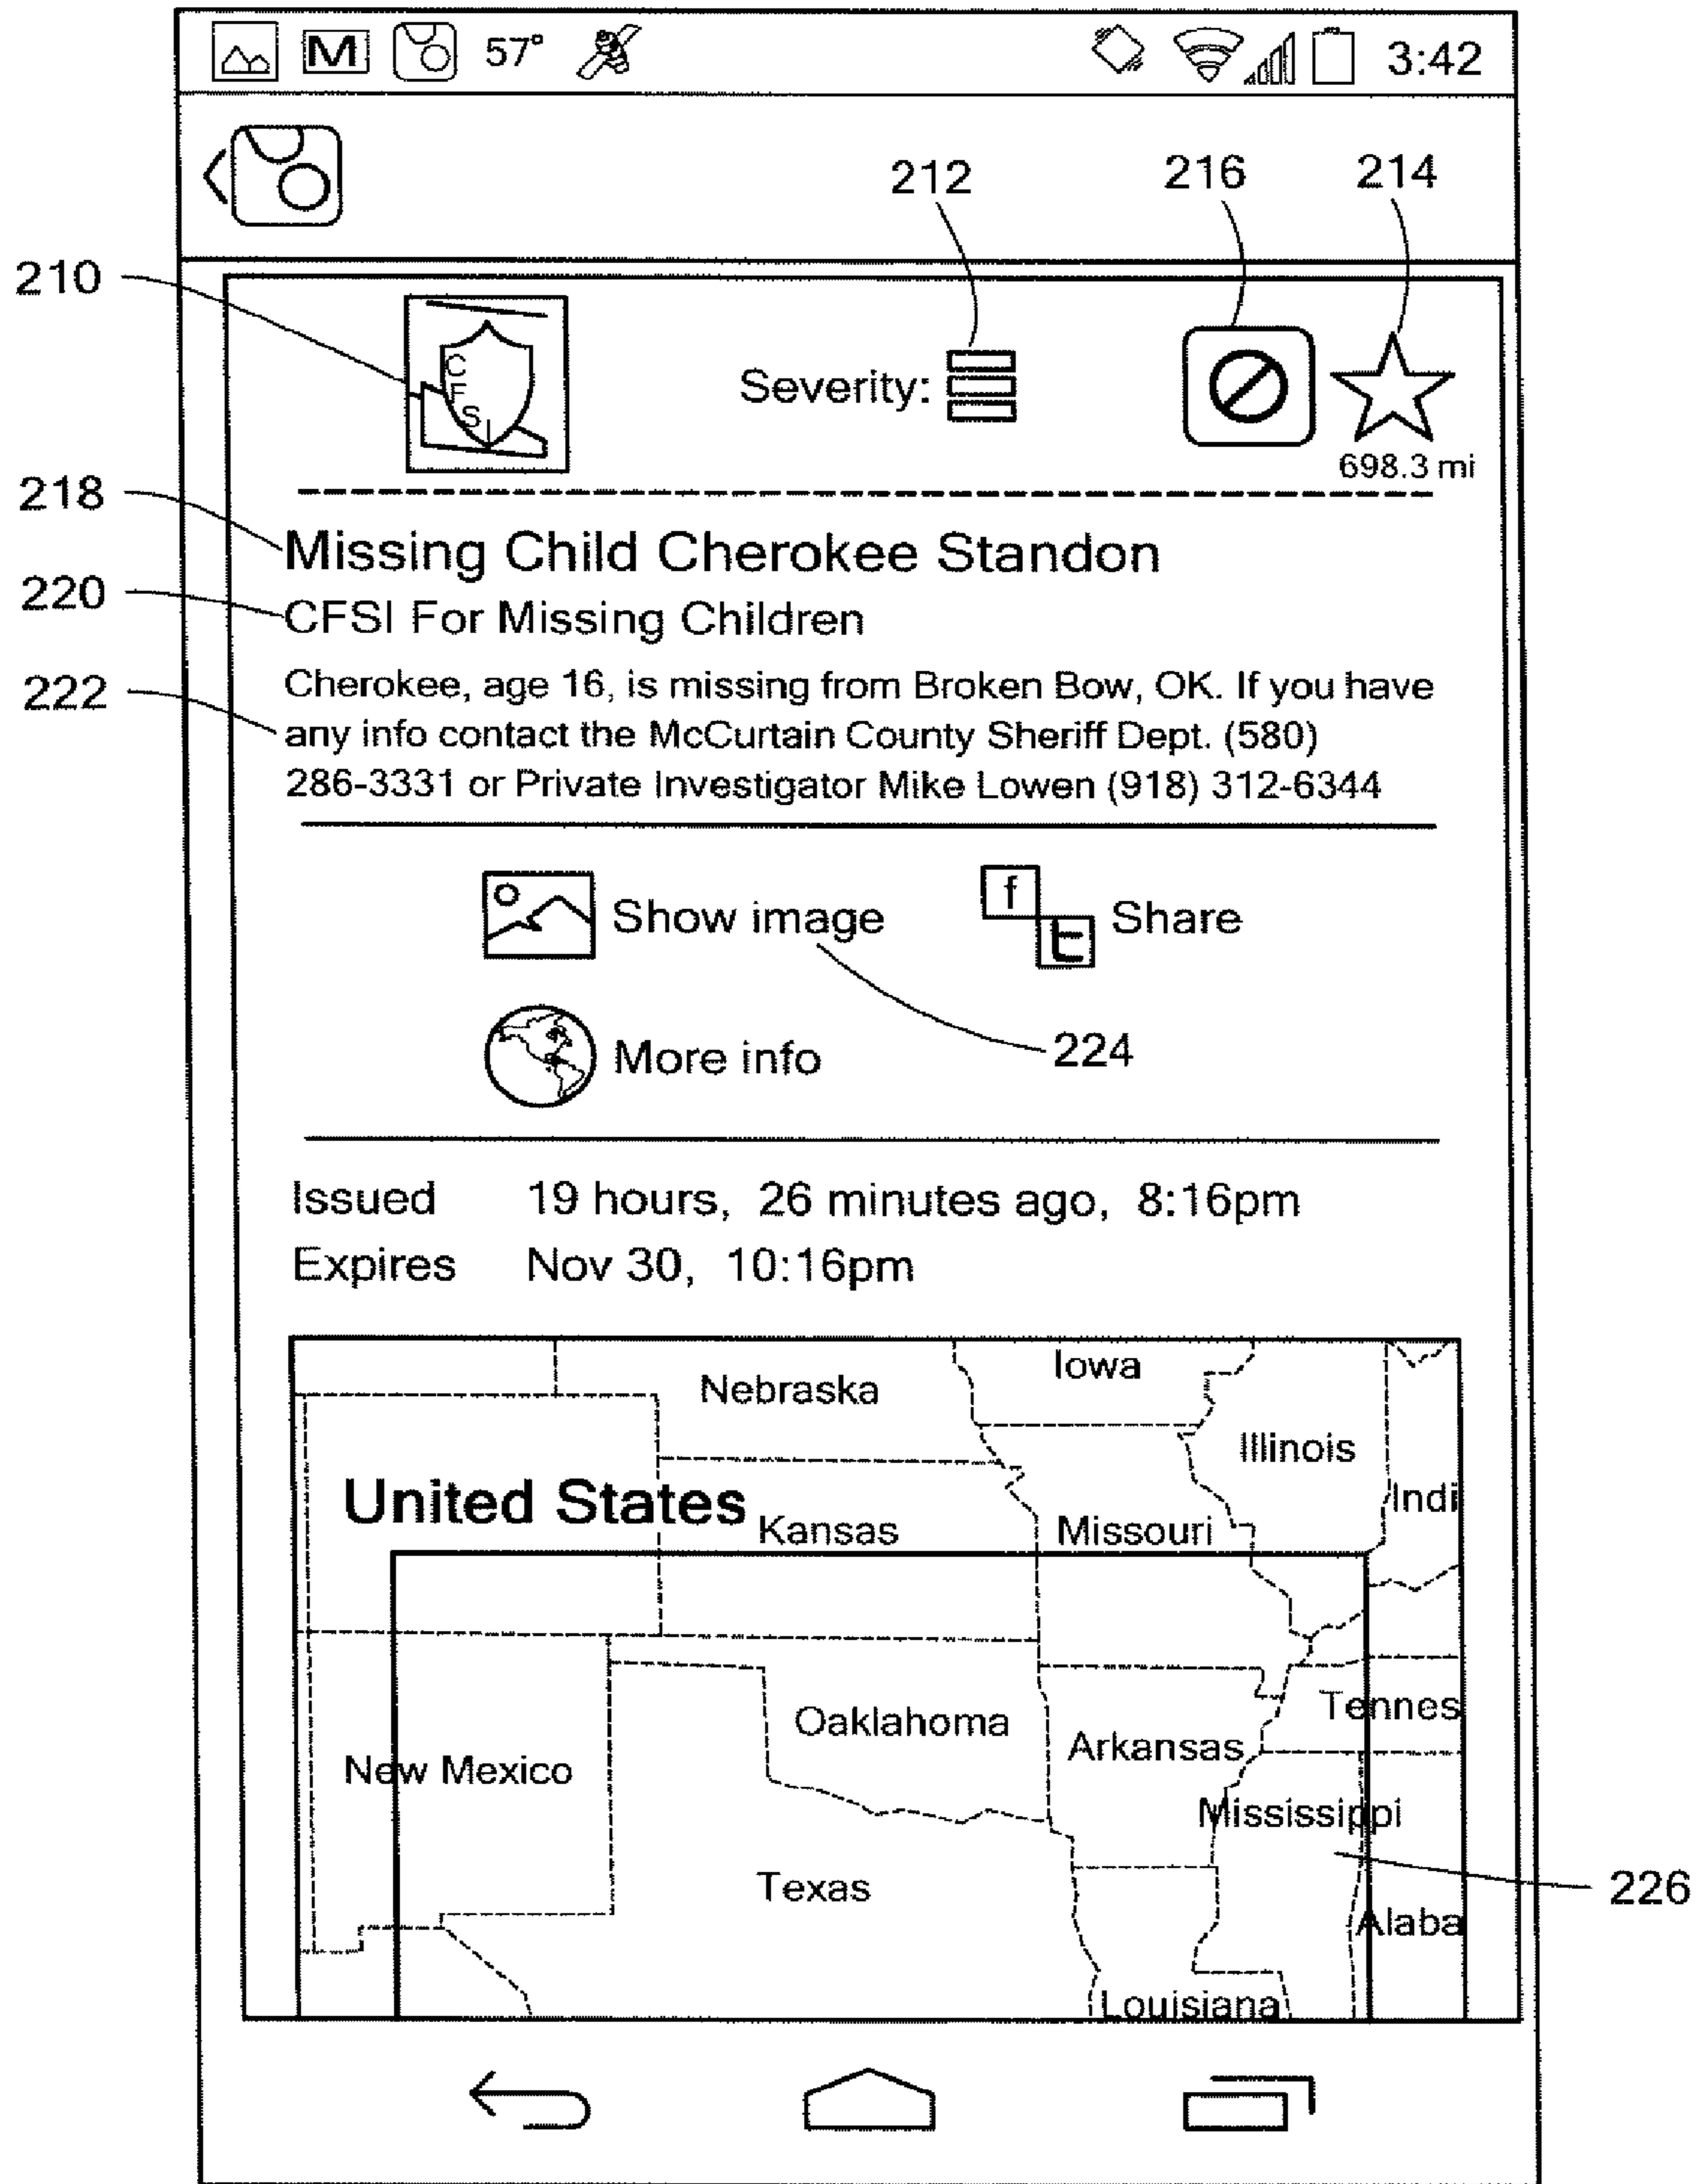 M 57° 3:42
212 216 214
210
C
F
S
I
Severity:
698.3 mi
218
Missing Child Cherokee Standon
220
CFSI For Missing Children
222
Cherokee, age 16, is missing from Broken Bow, OK. If you have
any info contact the McCurtain County Sheriff Dept. (580)
286-3331 or Private Investigator Mike Lowen (918) 312-6344
Show image
f
t
Share
More info
224
Issued 19 hours, 26 minutes ago, 8:16pm
Expires Nov 30, 10:16pm
Iowa
Nebraska
Illinois
Indi
United States
Kansas
Missouri
Tennes
Oaklahoma
Arkansas
New Mexico
Mississippi
Texas
226
Alaba
Louisiana